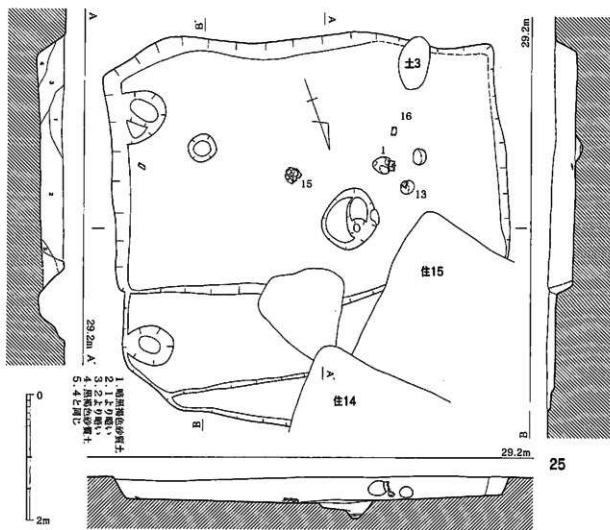 A
B'
A
29.2m
土3
16
1
15
13
住15
29.2m A'
1. 暗黒褐色砂質土
2. 1より暗い
3. 2より暗い
4. 黒褐色砂質土
5. 4と同じ
A'
住14
B
B
29.2m
25
0
2m